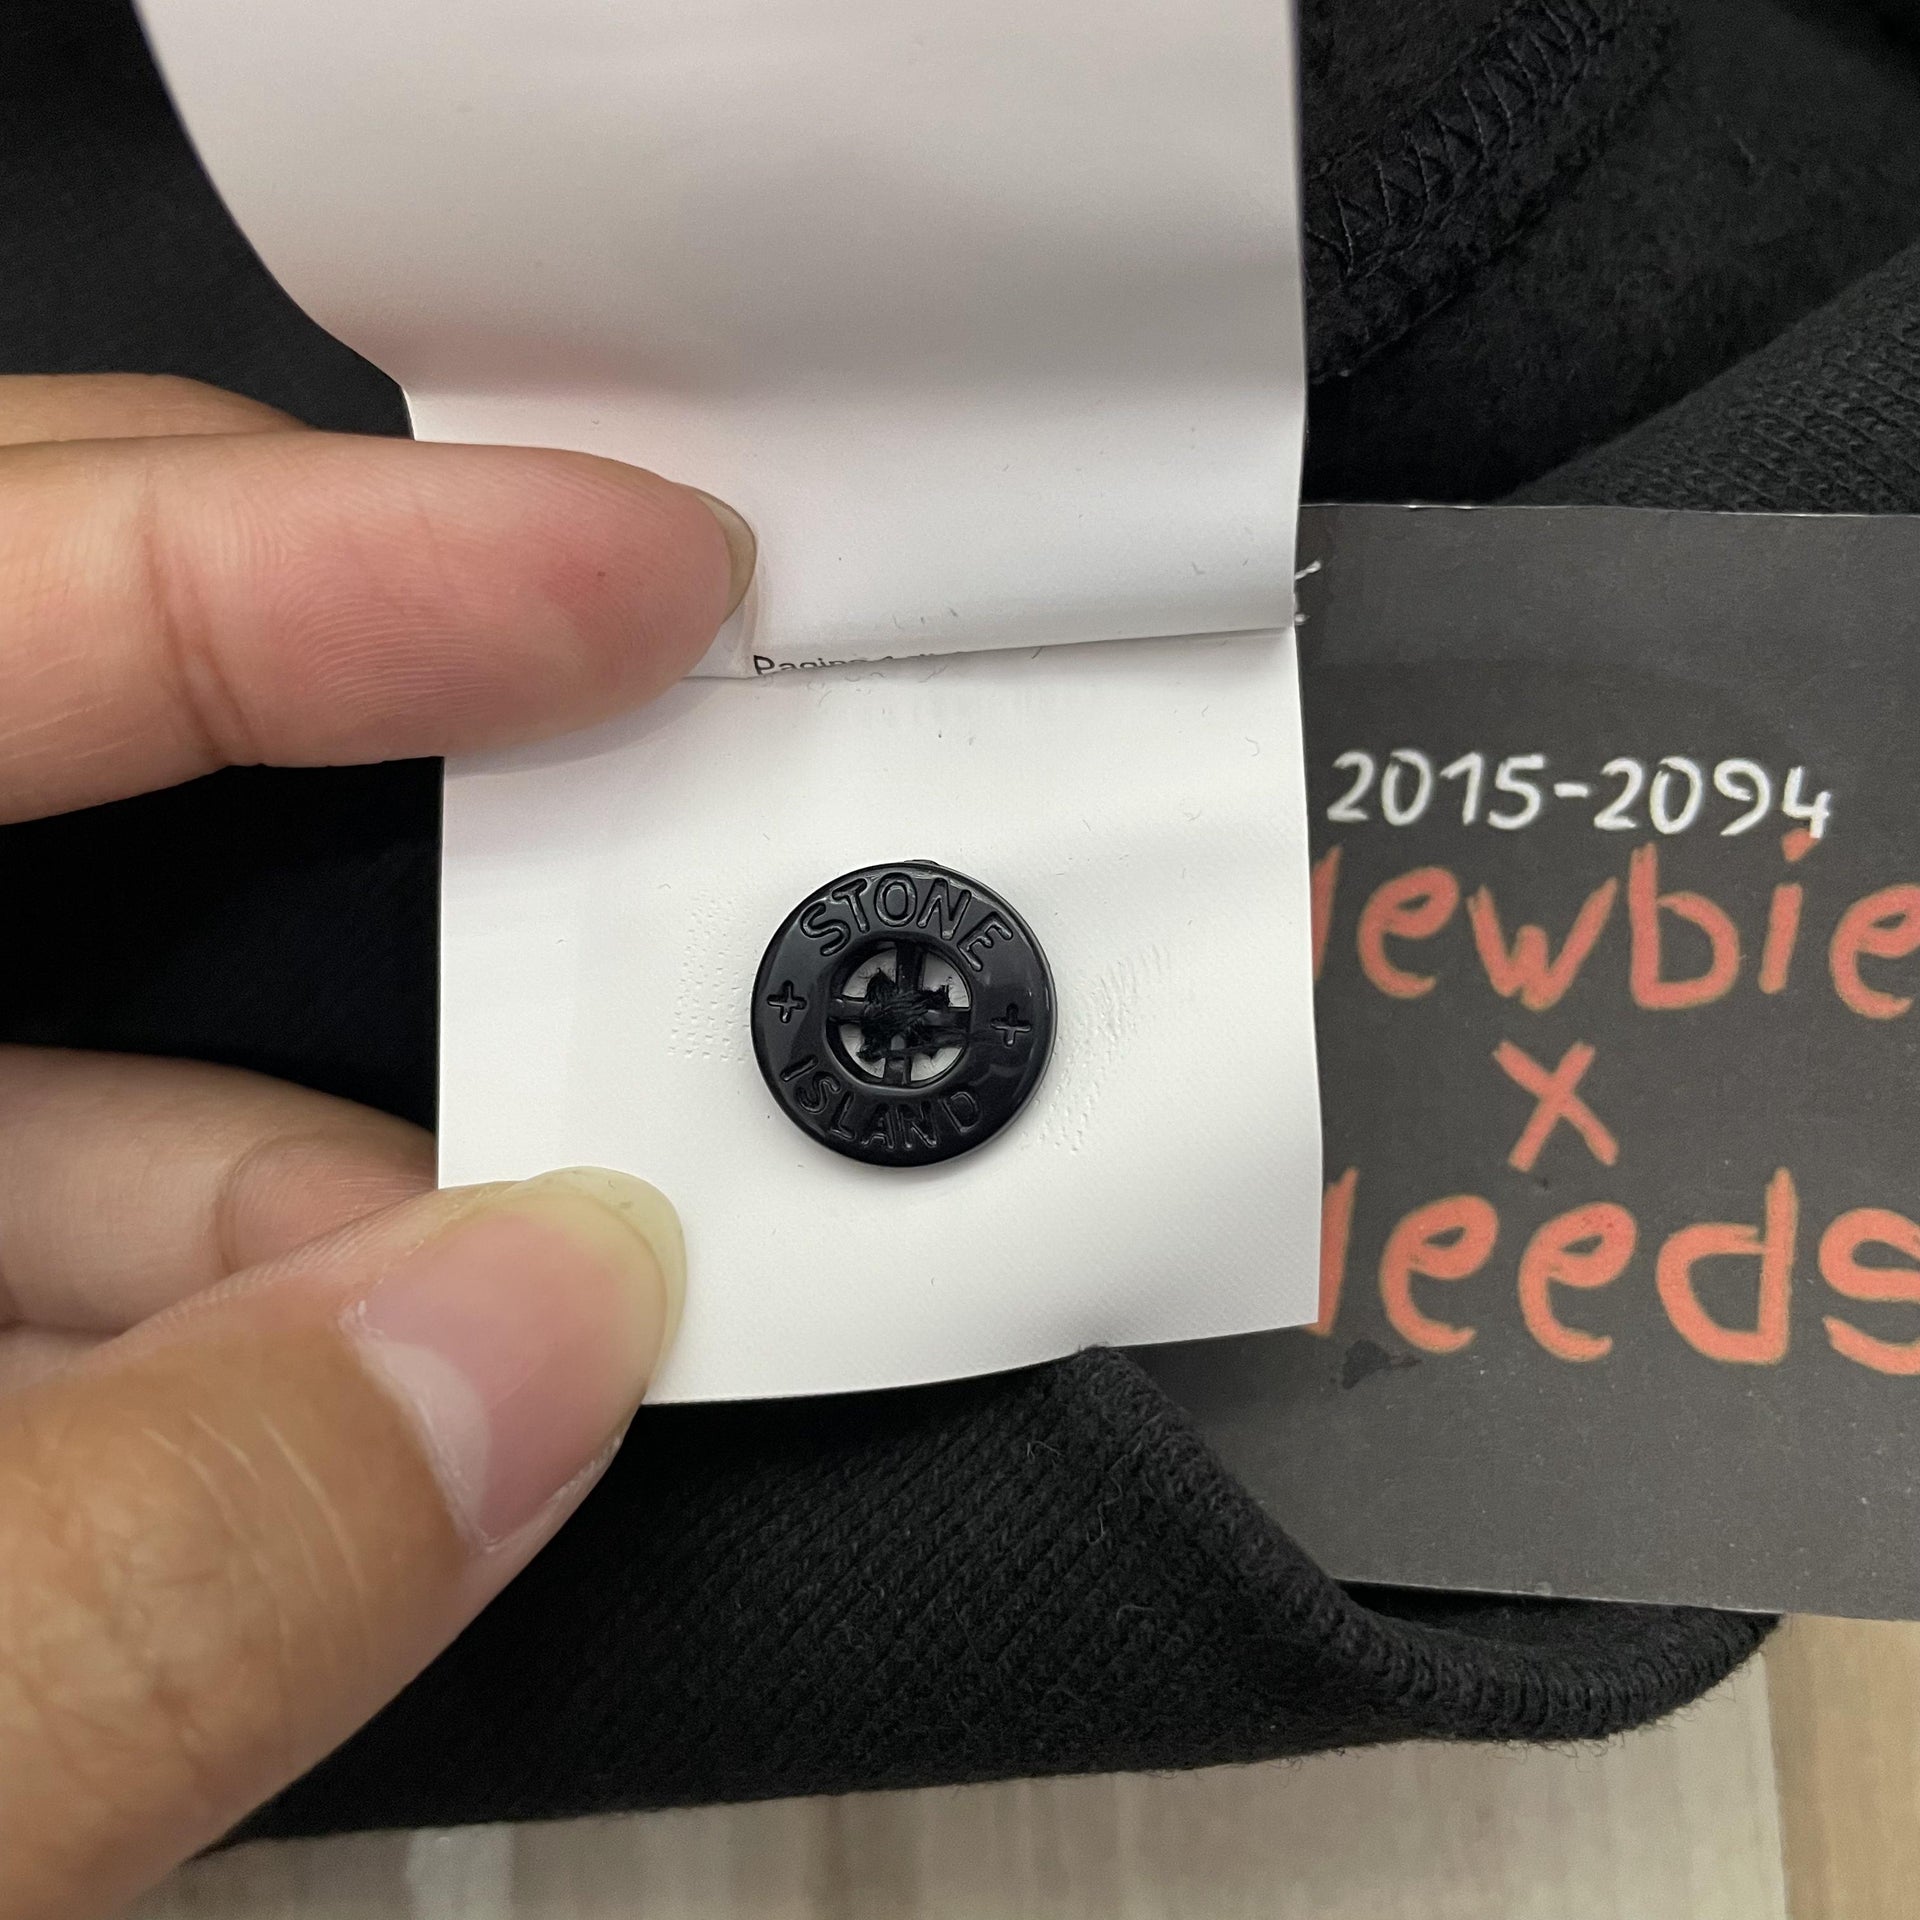 STONE
ISLAND
2015-2094
ewbie
x
eeds